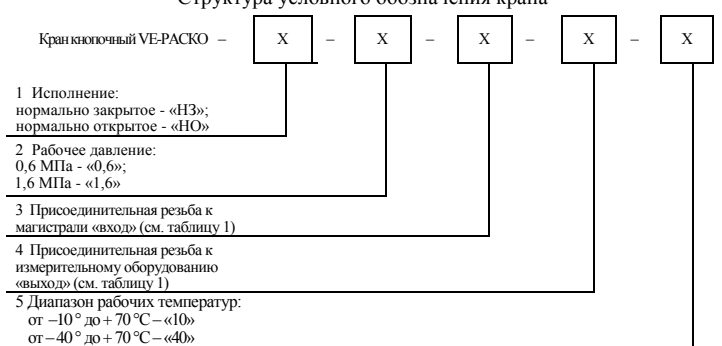 Структура условного обозначения крана
Кран кнопочный VE-РАСКО – X – X – X – X – X
1 Исполнение:
нормально закрытое - «НЗ»;
нормально открытое - «НО»
2 Рабочее давление:
0,6 МПа - «0,6»;
1,6 МПа - «1,6»
3 Присоединительная резьба к
магистрали «вход» (см. таблицу 1)
4 Присоединительная резьба к
измерительному оборудованию
«выход» (см. таблицу 1)
5 Диапазон рабочих температур:
от –10 ° до + 70 °С – «10»
от – 40 ° до + 70 °С – «40»